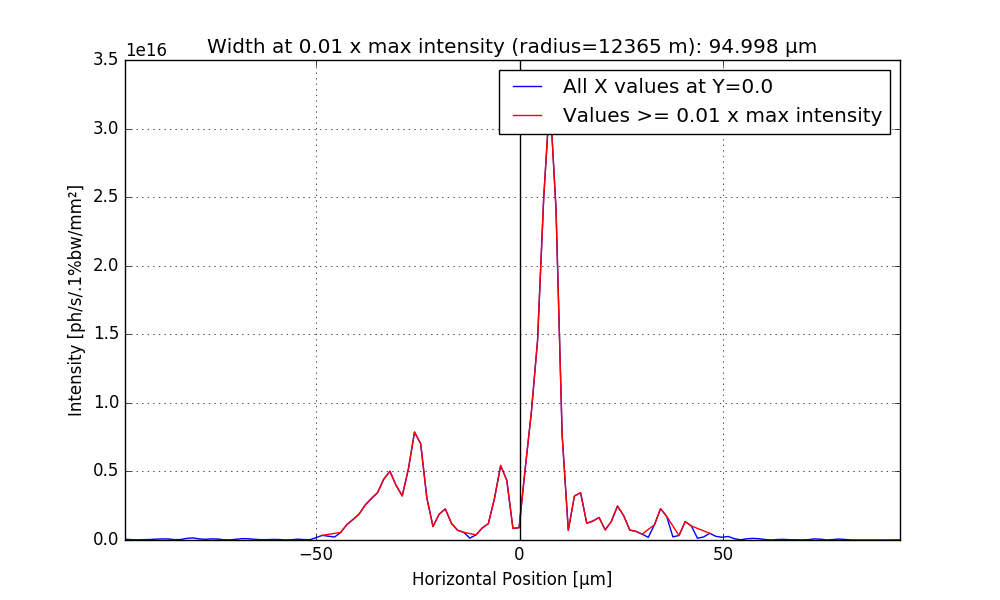 Width at 0.01 x max intensity (radius=12365 m): 94.998 µm
1e16
3.5
3.0
2.5
2.0
1.5
1.0
0.5
0.0
Intensity [ph/s/.1%bw/mm²]
All X values at Y=0.0
Values >= 0.01 x max intensity
−50 0 50
Horizontal Position [µm]